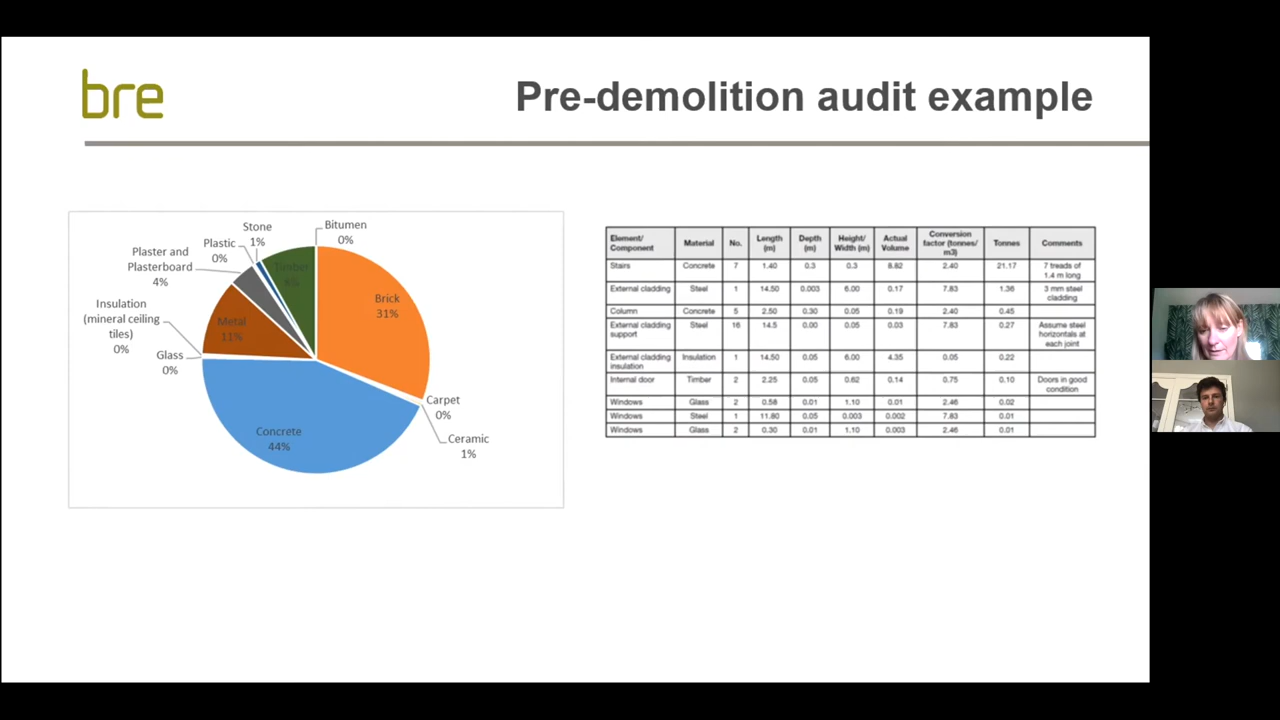 bre
Pre-demolition audit example
Bitumen
0%
Stone
1%
Plastic
0%
Plaster and
Plasterboard
4%
Timber
8%
Brick
31%
Insulation
(mineral ceiling
tiles)
0%
Metal
11%
Glass
0%
Carpet
0%
Concrete
44%
Ceramic
1%
Element/ Component Material No. Length (m) Depth (m) Height/ Width (m) Actual Volume Conversion factor (tonnes/ m3) Tonnes Comments
Stairs Concrete 7 1.40 0.3 0.3 8.82 2.40 21.17 7 treads of 1.4 m long
External cladding Steel 1 14.50 0.003 6.00 0.17 7.83 1.36 3 mm steel cladding
Column Concrete 5 2.50 0.30 0.05 0.19 2.40 0.45
External cladding support Steel 16 14.5 0.00 0.05 0.03 7.83 0.27 Assume steel horizontals at each joint
External cladding insulation Insulation 1 14.50 0.05 6.00 4.35 0.05 0.22
Internal door Timber 2 2.25 0.05 0.62 0.14 0.75 0.10 Doors in good condition
Windows Glass 2 0.58 0.01 1.10 0.01 2.46 0.02
Windows Steel 1 11.80 0.05 0.003 0.002 7.83 0.01
Windows Glass 2 0.30 0.01 1.10 0.003 2.46 0.01